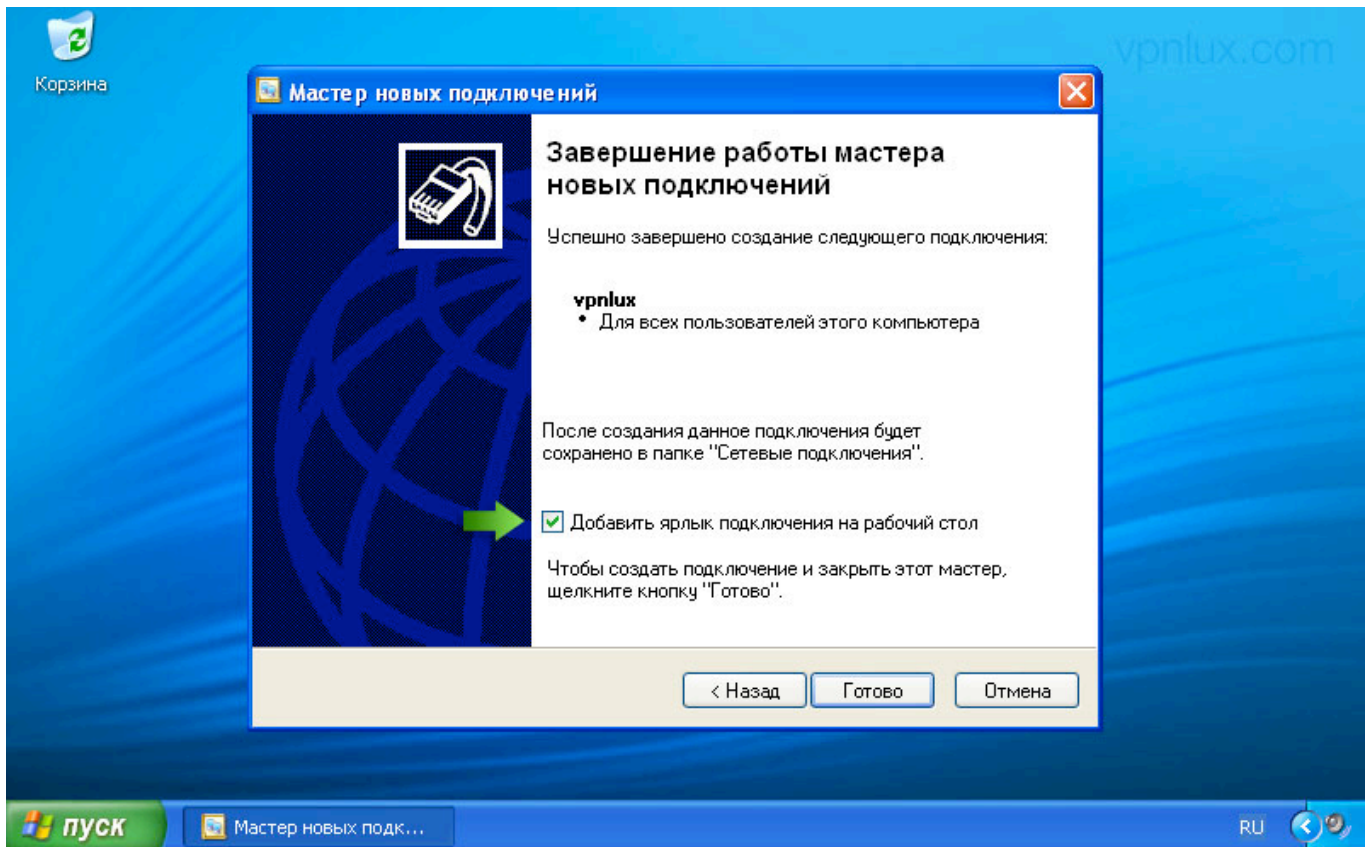 vpnlux.com
Корзина
Мастер новых подключений
Завершение работы мастера
новых подключений
Успешно завершено создание следующего подключения:
vpnlux
• Для всех пользователей этого компьютера
После создания данное подключения будет
сохранено в папке "Сетевые подключения".
Добавить ярлык подключения на рабочий стол
Чтобы создать подключение и закрыть этот мастер,
щелкните кнопку "Готово".
< Назад Готово Отмена
пуск Мастер новых подк... RU